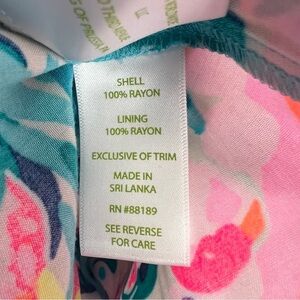 SHELL
100% RAYON
LINING
100% RAYON
EXCLUSIVE OF TRIM
MADE IN
SRI LANKA
RN #88189
SEE REVERSE
FOR CARE